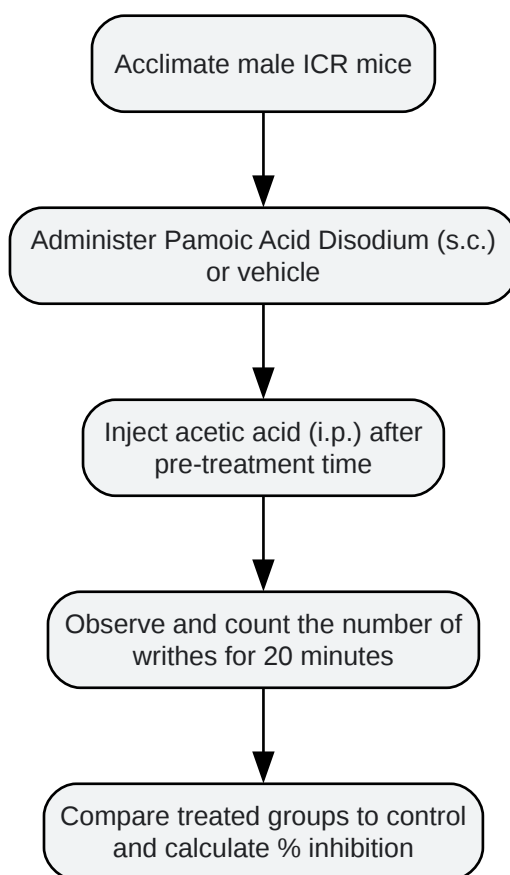 Acclimate male ICR mice
Administer Pamoic Acid Disodium (s.c.)
or vehicle
Inject acetic acid (i.p.) after
pre-treatment time
Observe and count the number of
writhes for 20 minutes
Compare treated groups to control
and calculate % inhibition